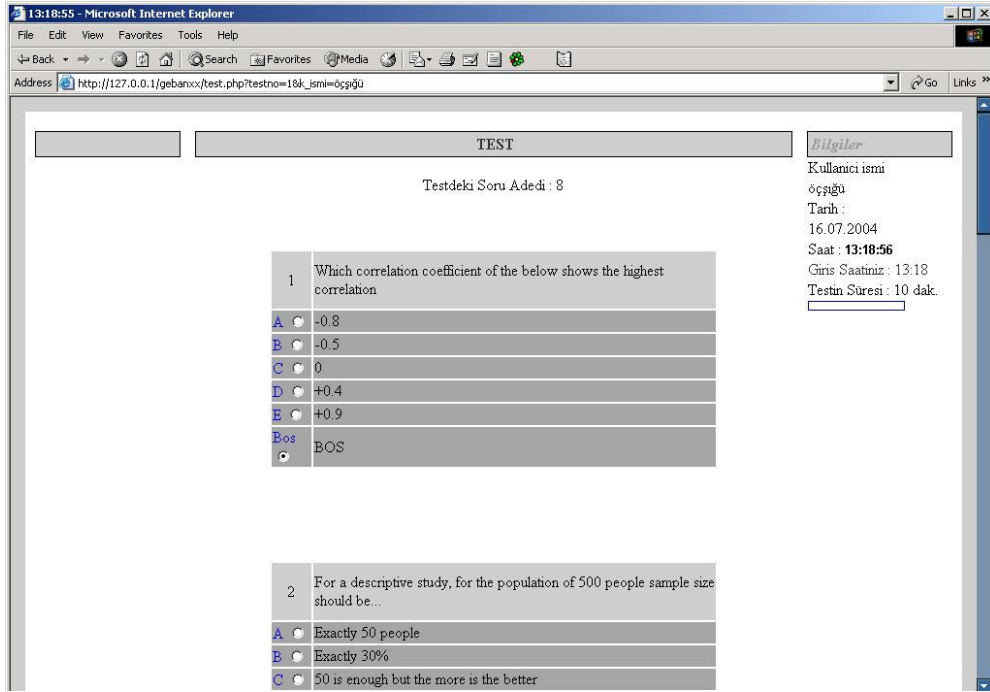 13:18:55 - Microsoft Internet Explorer
File Edit View Favorites Tools Help
Back Search Favorites Media
Address http://127.0.0.1/gebanxx/test.php?testno=1&k_ismi=öçşığü Go Links »
TEST
Bilgiler
Testdeki Soru Adedi : 8
Kullanici ismi
öçşığü
Tarih :
16.07.2004
Saat : 13:18:56
Giris Saatiniz : 13:18
Testin Süresi : 10 dak.
1 Which correlation coefficient of the below shows the highest
correlation
A -0.8
B -0.5
C 0
D +0.4
E +0.9
Bos
BOS
2 For a descriptive study, for the population of 500 people sample size
should be...
A Exactly 50 people
B Exactly 30%
C 50 is enough but the more is the better